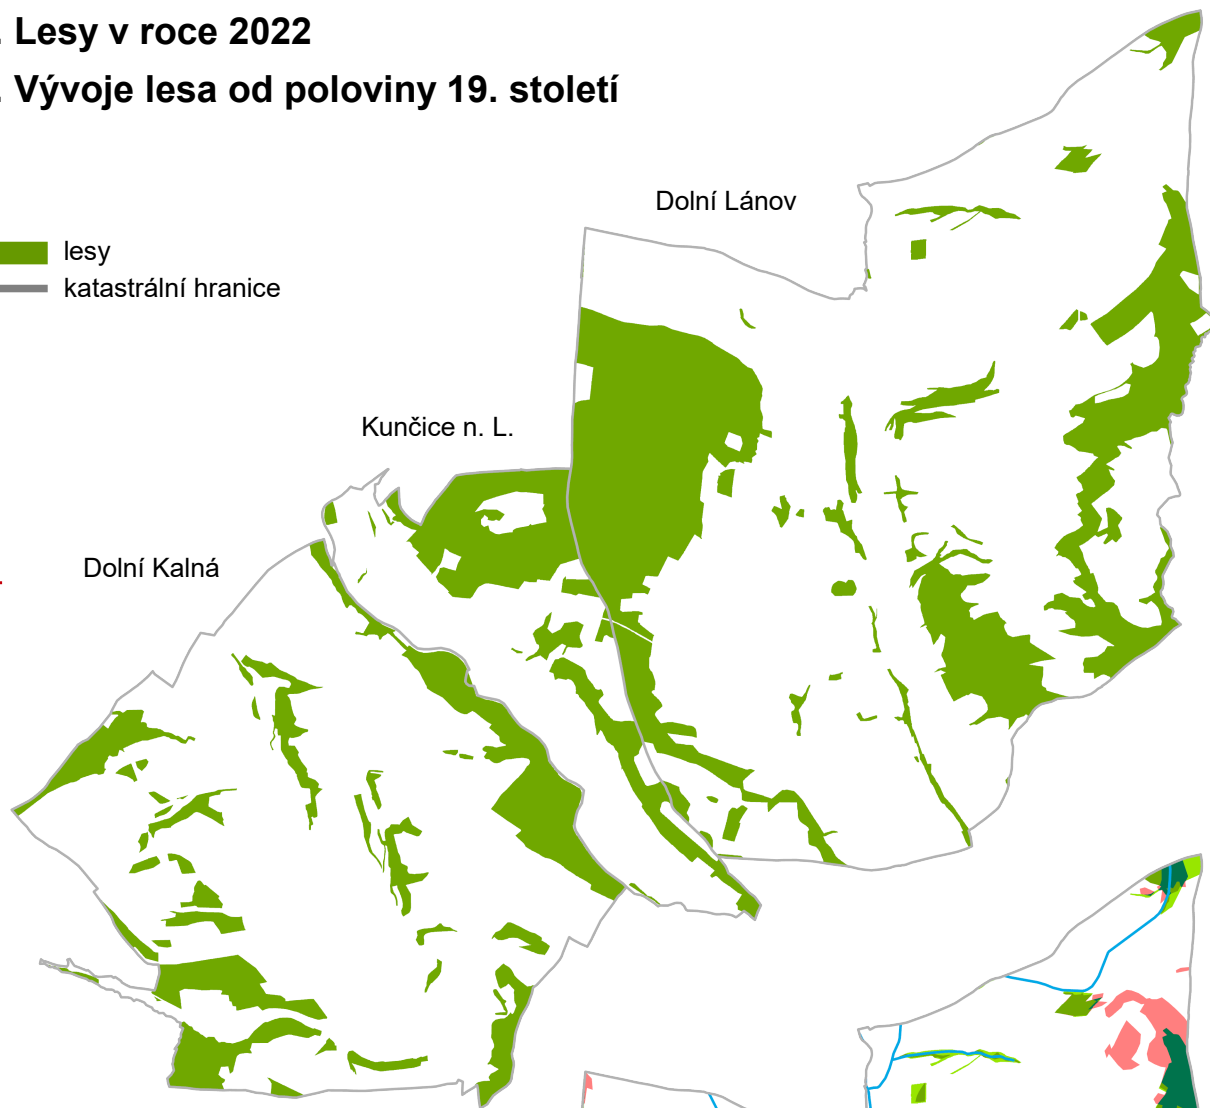 . Lesy v roce 2022
. Vývoje lesa od poloviny 19. století
Dolní Lánov
lesy
katastrální hranice
Kunčice n. L.
Dolní Kalná